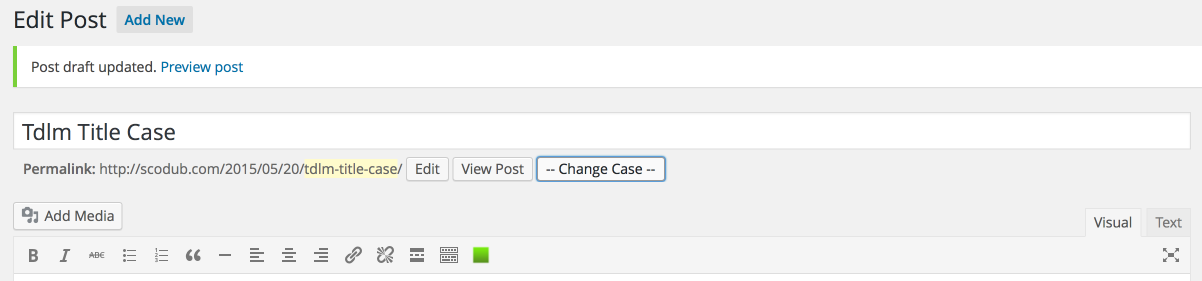 Edit Post Add New
Post draft updated. Preview post
Tdlm Title Case
Permalink: http://scodub.com/2015/05/20/tdlm-title-case/ Edit View Post -- Change Case --
Add Media
Visual Text
B I ABC